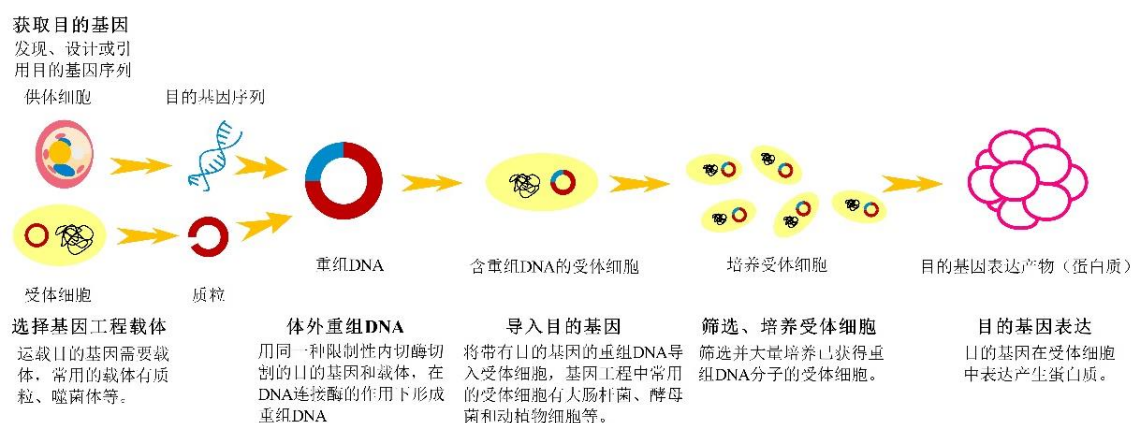 获取目的基因
发现、设计或引
用目的基因序列
供体细胞
目的基因序列
重组DNA
含重组DNA的受体细胞
培养受体细胞
目的基因表达产物（蛋白质）
受体细胞
质粒
选择基因工程载体
运载目的基因需要载
体，常用的载体有质
粒、噬菌体等。
体外重组DNA
用同一种限制性内切酶切
割的目的基因和载体，在
DNA连接酶的作用下形成
重组DNA
导入目的基因
将带有目的基因的重组DNA导
入受体细胞，基因工程中常用
的受体细胞有大肠杆菌、酵母
菌和动植物细胞等。
筛选、培养受体细胞
筛选并大量培养已获得重
组DNA分子的受体细胞。
目的基因表达
目的基因在受体细胞
中表达产生蛋白质。